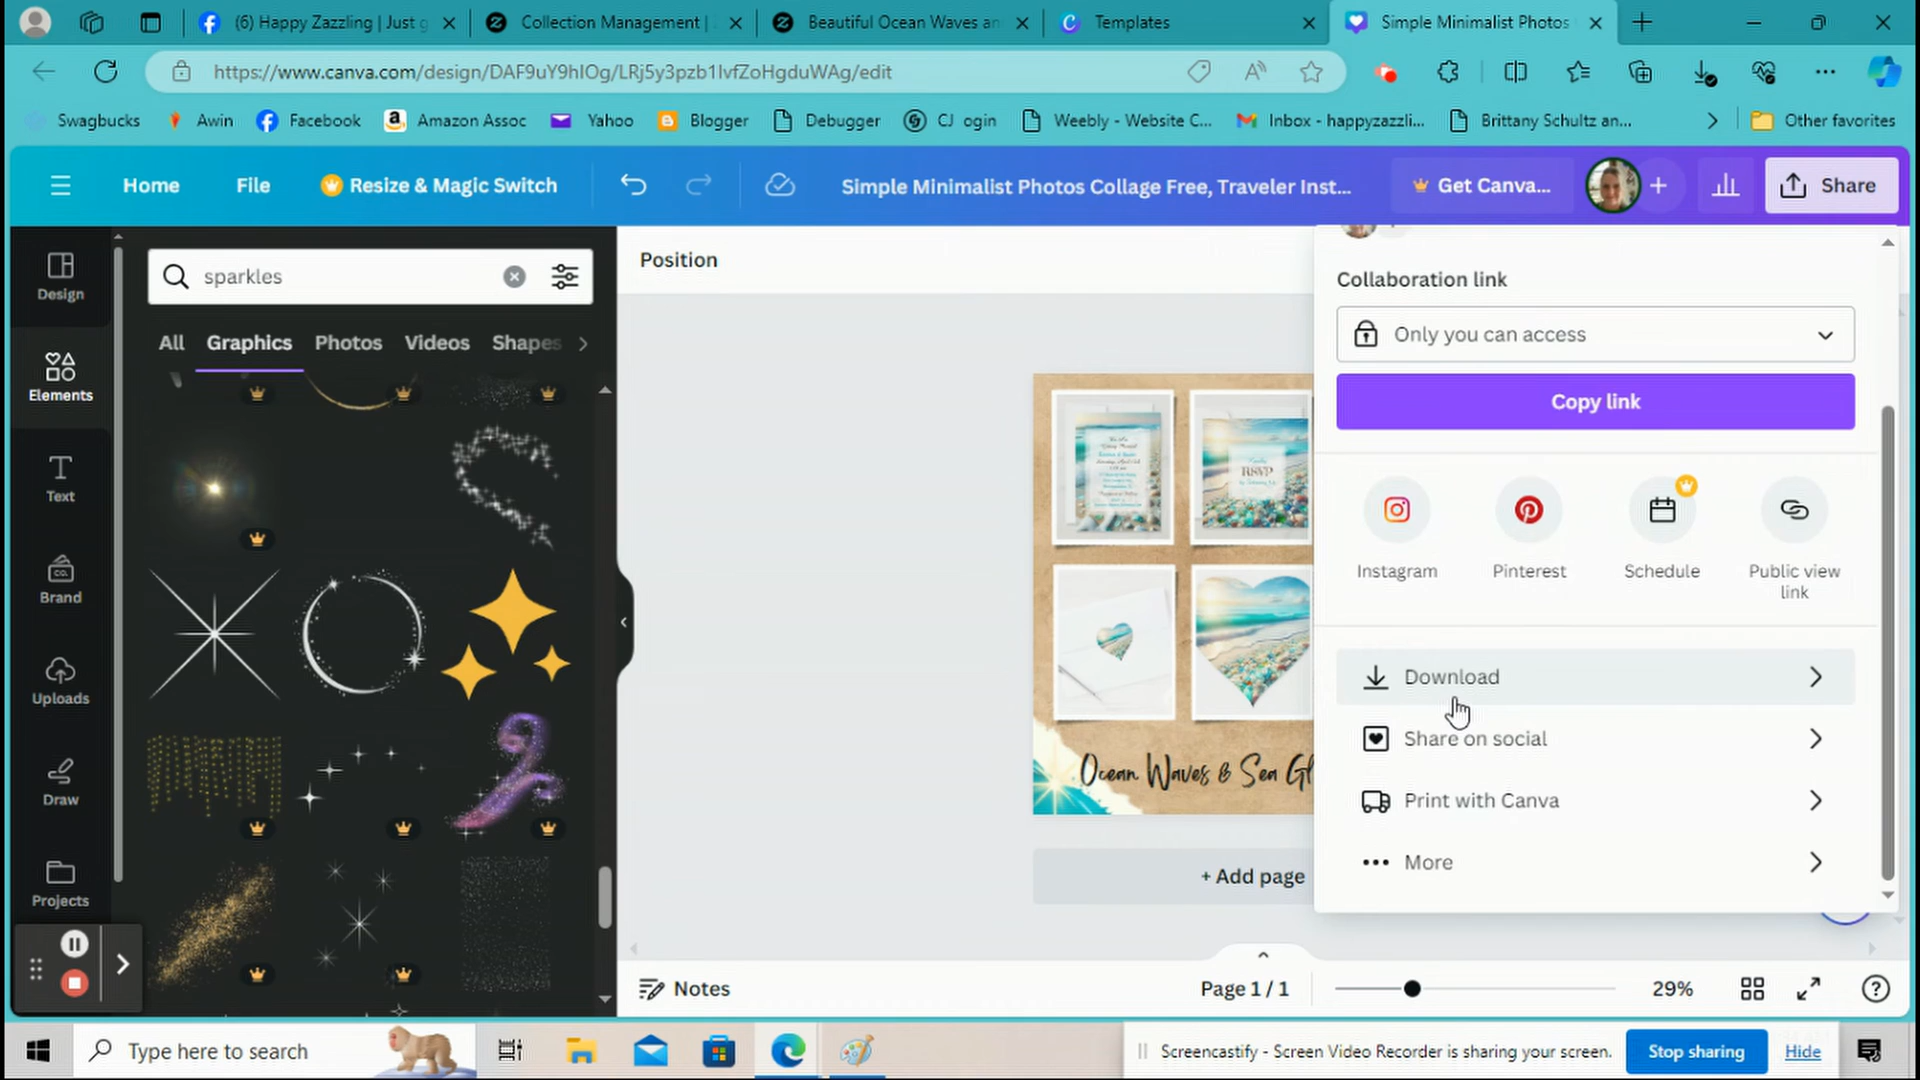 (6) Happy Zazzling | Just g
Collection Management |
Beautiful Ocean Waves an
Templates
Simple Minimalist Photos
https://www.canva.com/design/DAF9uY9hIOg/LRj5y3pzb1IvfZoHgduWAg/edit
Swagbucks
Awin
Facebook
Amazon Assoc
Yahoo
Blogger
Debugger
CJ ogin
Weebly - Website C...
Inbox - happyzazzli...
Brittany Schultz an...
Other favorites
Home
File
Resize & Magic Switch
Simple Minimalist Photos Collage Free, Traveler Inst...
Get Canva...
Share
Design
Elements
Text
Brand
Uploads
Draw
Projects
sparkles
All
Graphics
Photos
Videos
Shapes
Position
RSVP
Ocean Waves & Sea Gl
+ Add page
Collaboration link
Only you can access
Copy link
Instagram
Pinterest
Schedule
Public view
link
Download
Share on social
Print with Canva
More
Notes
Page 1 / 1
29%
Type here to search
Screencastify - Screen Video Recorder is sharing your screen.
Stop sharing
Hide